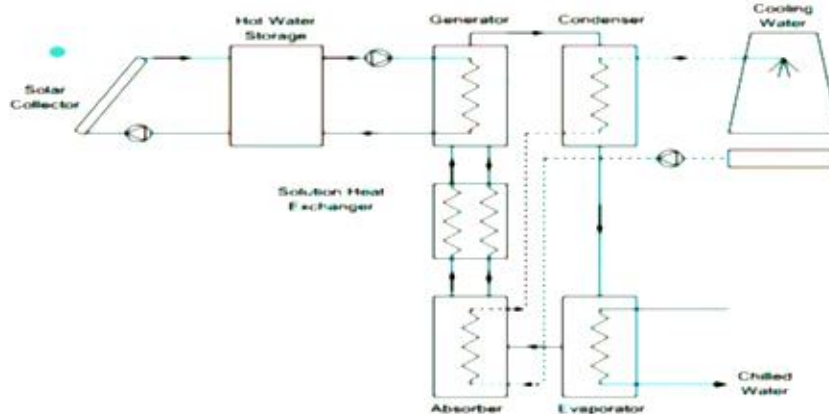 Hot Water
Storage
Generator
Condenser
Cooling
Water
Solar
Collector
Solution Heat
Exchanger
Absorber
Evaporator
Chilled
Water